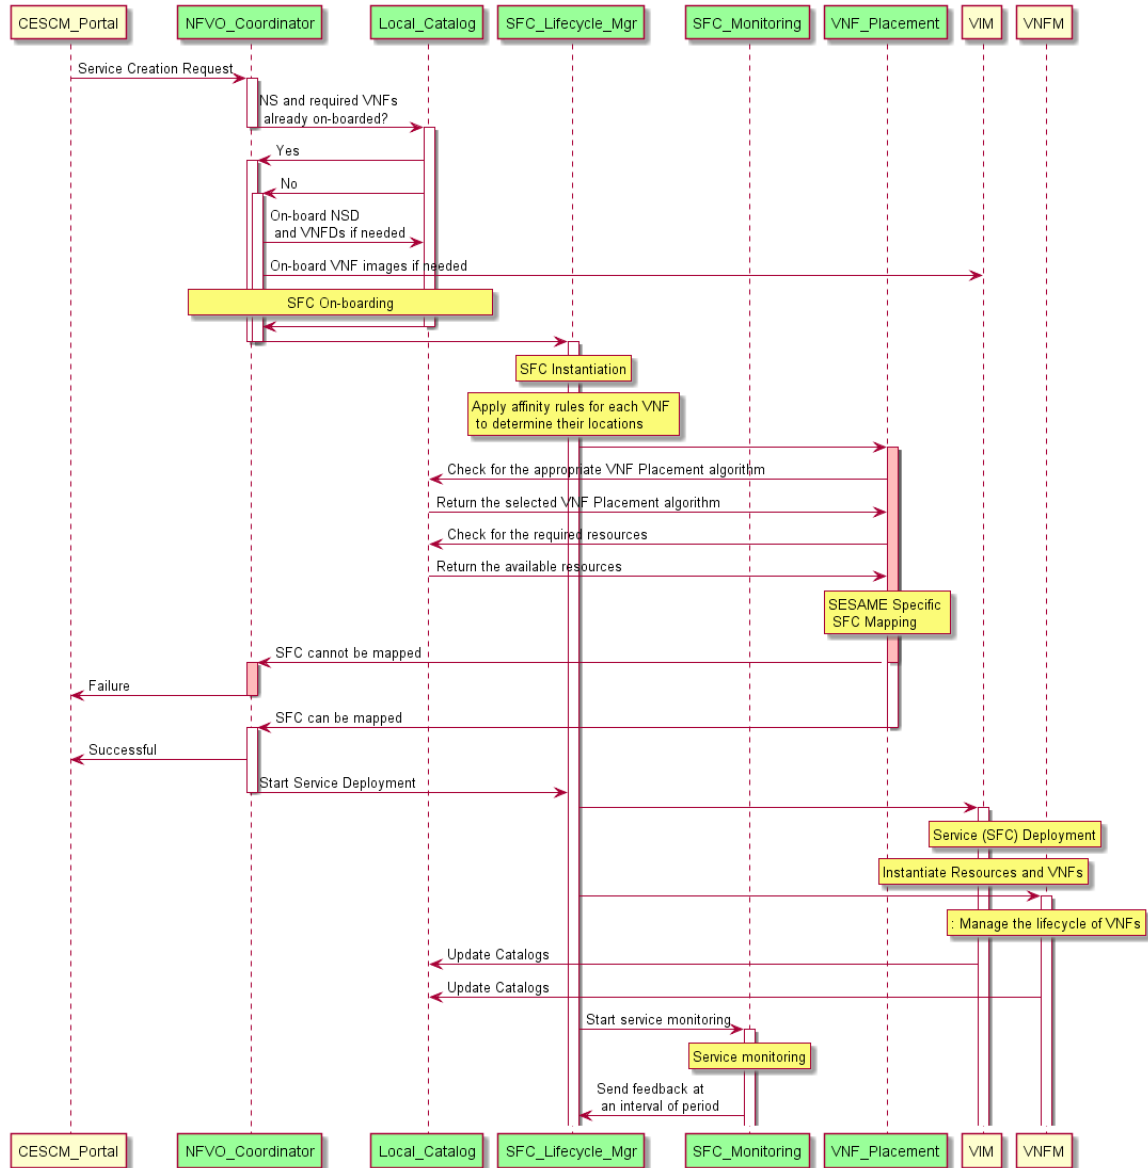 CESCM_Portal NFVO_Coordinator Local_Catalog SFC_Lifecycle_Mgr SFC_Monitoring VNF_Placement VIM VNFM
Service Creation Request
NS and required VNFs
already on-boarded?
Yes
No
On-board NSD
and VNFDs if needed
On-board VNF images if needed
SFC On-boarding
SFC Instantiation
Apply affinity rules for each VNF
to determine their locations
Check for the appropriate VNF Placement algorithm
Return the selected VNF Placement algorithm
Check for the required resources
Return the available resources
SESAME Specific
SFC Mapping
SFC cannot be mapped
Failure
SFC can be mapped
Successful
Start Service Deployment
Service (SFC) Deployment
Instantiate Resources and VNFs
: Manage the lifecycle of VNFs
Update Catalogs
Update Catalogs
Start service monitoring
Service monitoring
Send feedback at
an interval of period
CESCM_Portal NFVO_Coordinator Local_Catalog SFC_Lifecycle_Mgr SFC_Monitoring VNF_Placement VIM VNFM